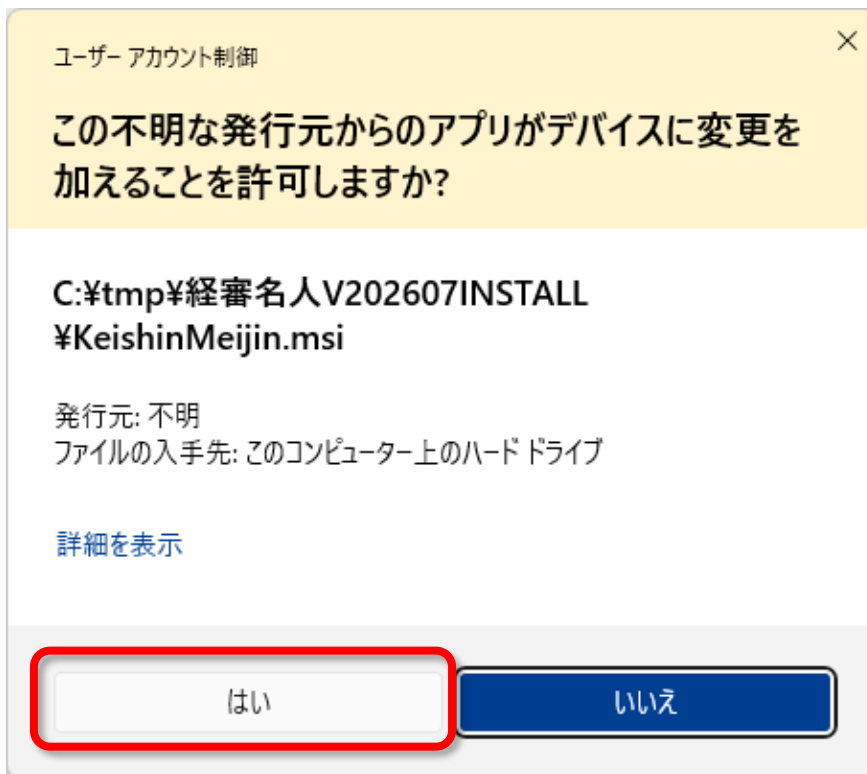 ユーザー アカウント制御
この不明な発行元からのアプリがデバイスに変更を
加えることを許可しますか?
C:¥tmp¥経審名人V202607INSTALL
¥KeishinMeijin.msi
発行元: 不明
ファイルの入手先: このコンピューター上のハード ドライブ
詳細を表示
はい
いいえ